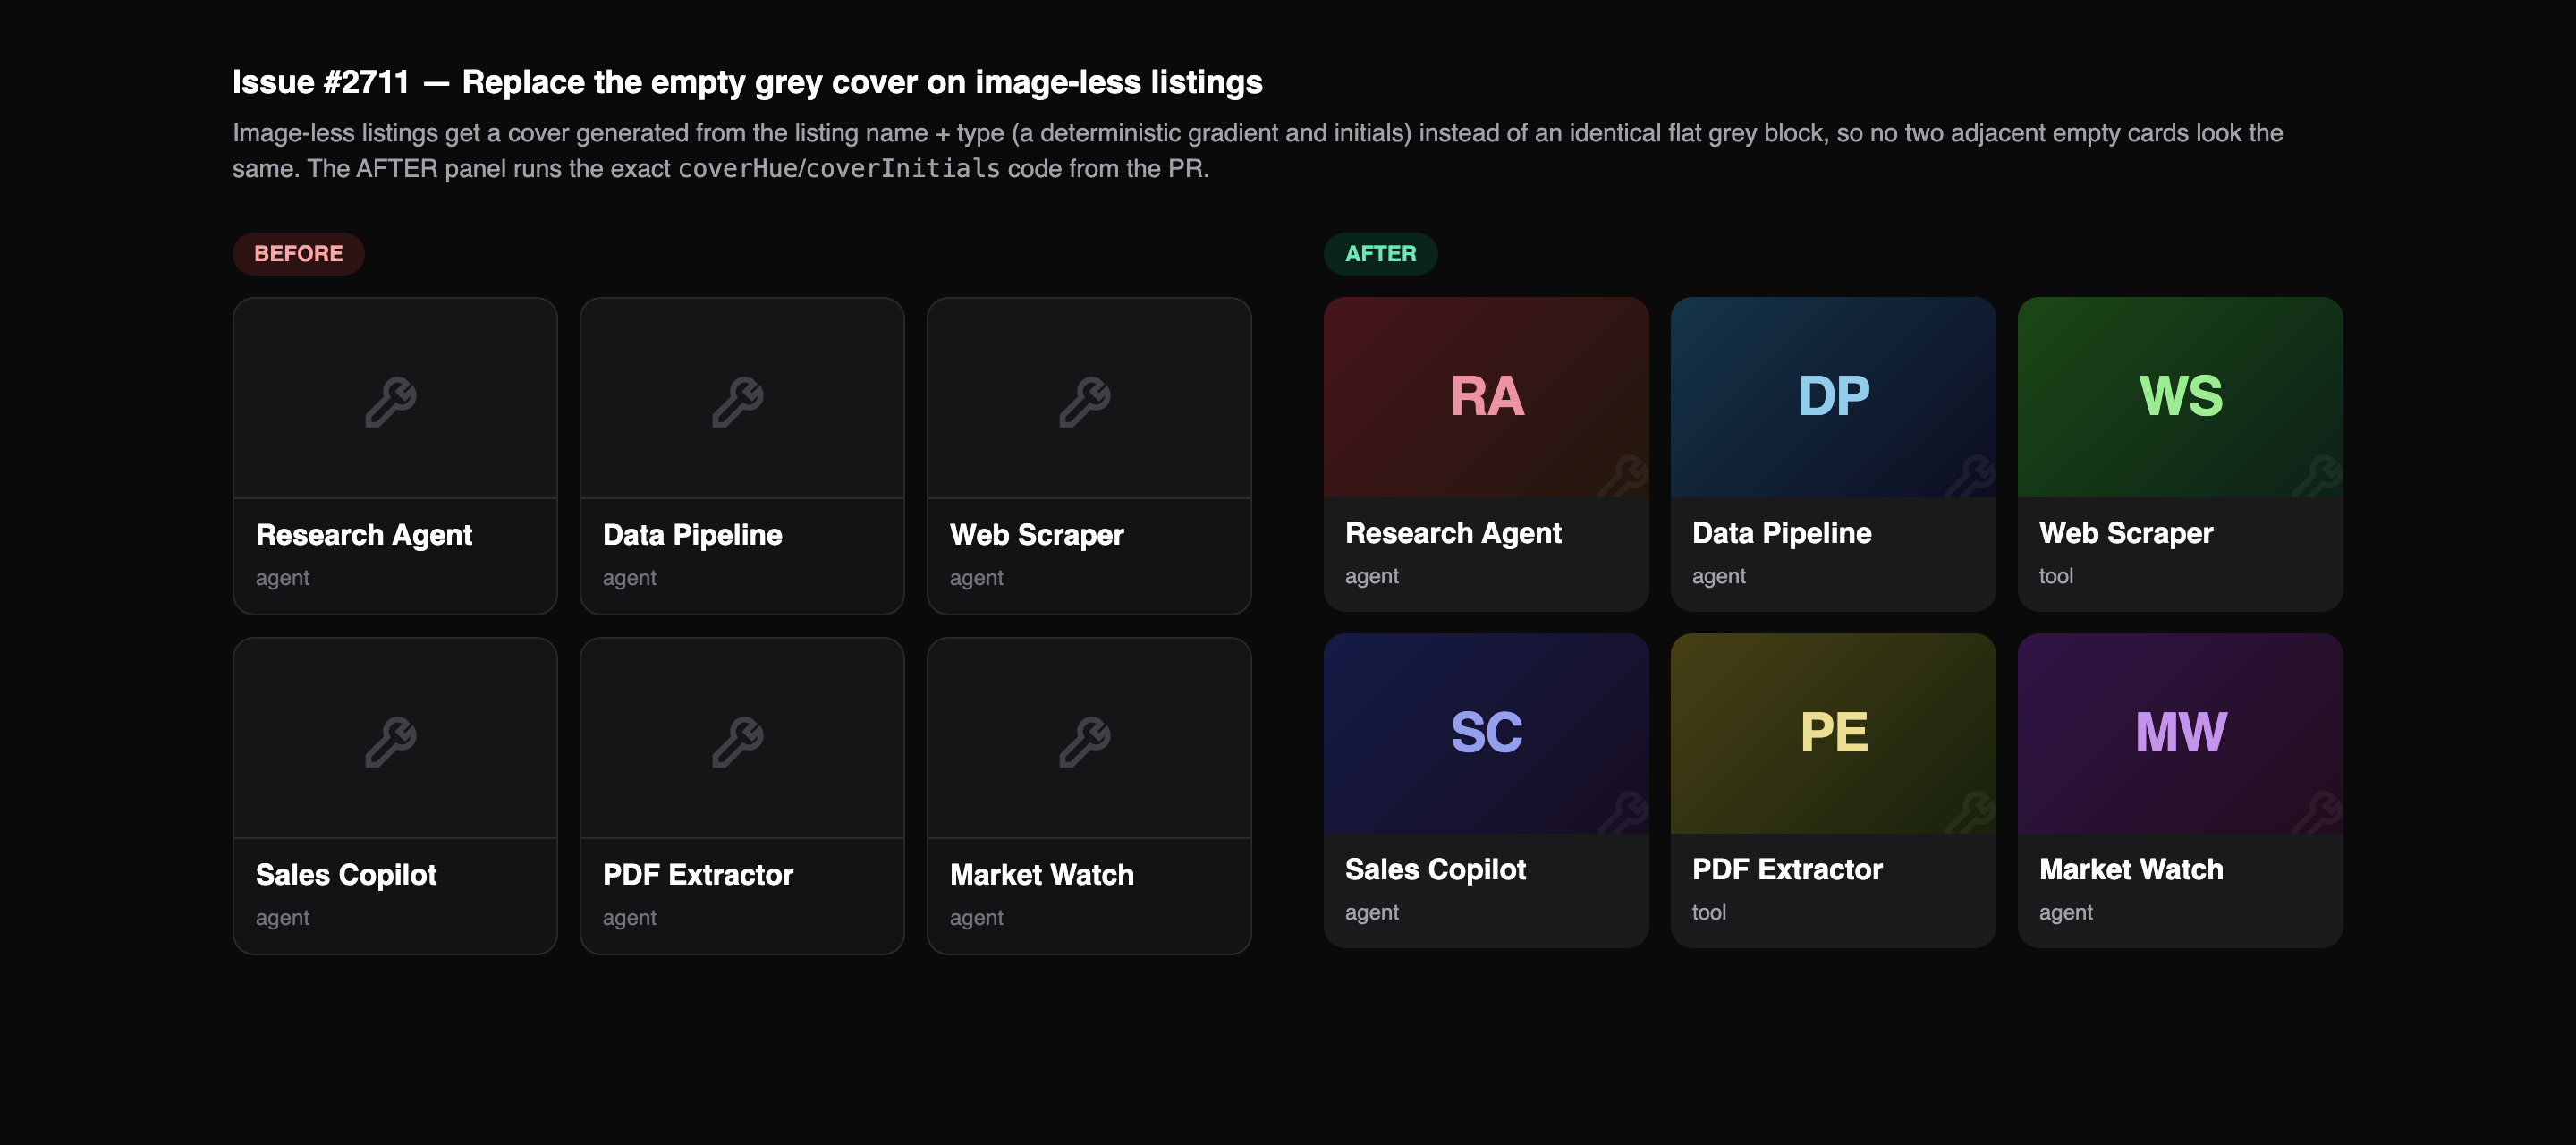 Issue #2711 — Replace the empty grey cover on image-less listings
Image-less listings get a cover generated from the listing name + type (a deterministic gradient and initials) instead of an identical flat grey block, so no two adjacent empty cards look the
same. The AFTER panel runs the exact coverHue/coverInitials code from the PR.
BEFORE
Research Agent
agent
Data Pipeline
agent
Web Scraper
agent
Sales Copilot
agent
PDF Extractor
agent
Market Watch
agent
AFTER
RA
Research Agent
agent
DP
Data Pipeline
agent
WS
Web Scraper
tool
SC
Sales Copilot
agent
PE
PDF Extractor
tool
MW
Market Watch
agent